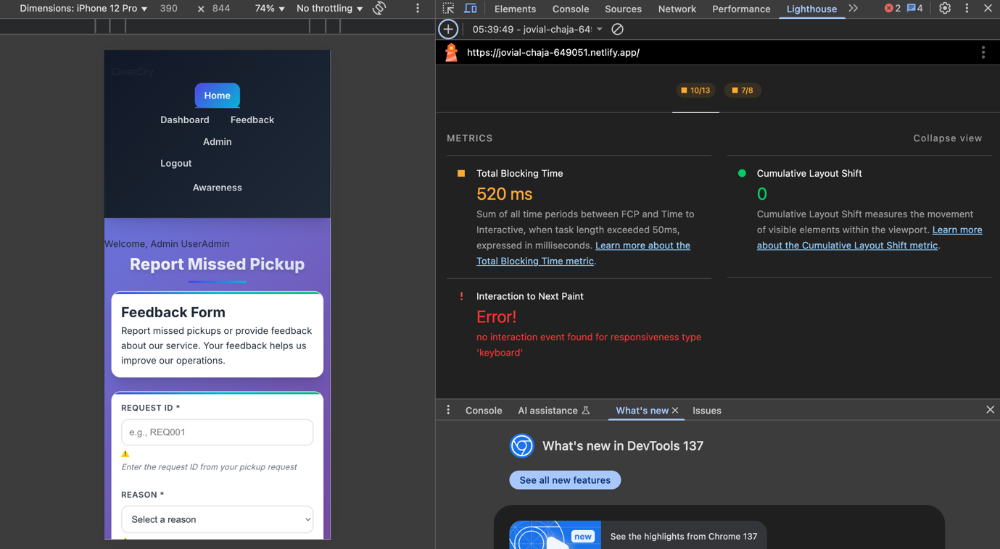 Dimensions: iPhone 12 Pro ▼ 390 × 844 74% ▼ No throttling ▼
Elements Console Sources Network Performance Lighthouse 2 4
05:39:49 - jovial-chaja-649
https://jovial-chaja-649051.netlify.app/
10/13 7/8
METRICS Collapse view
Total Blocking Time
520 ms
Sum of all time periods between FCP and Time to
Interactive, when task length exceeded 50ms,
expressed in milliseconds. Learn more about the
Total Blocking Time metric.
Cumulative Layout Shift
0
Cumulative Layout Shift measures the movement
of visible elements within the viewport. Learn more
about the Cumulative Layout Shift metric.
! Interaction to Next Paint
Error!
no interaction event found for responsiveness type
'keyboard'
CleanCity
Home
Dashboard Feedback
Admin
Logout
Awareness
Welcome, Admin UserAdmin
Report Missed Pickup
Feedback Form
Report missed pickups or provide feedback
about our service. Your feedback helps us
improve our operations.
REQUEST ID *
e.g., REQ001
Enter the request ID from your pickup request
REASON *
Select a reason
Console AI assistance What's new Issues
What's new in DevTools 137
See all new features
new
See the highlights from Chrome 137